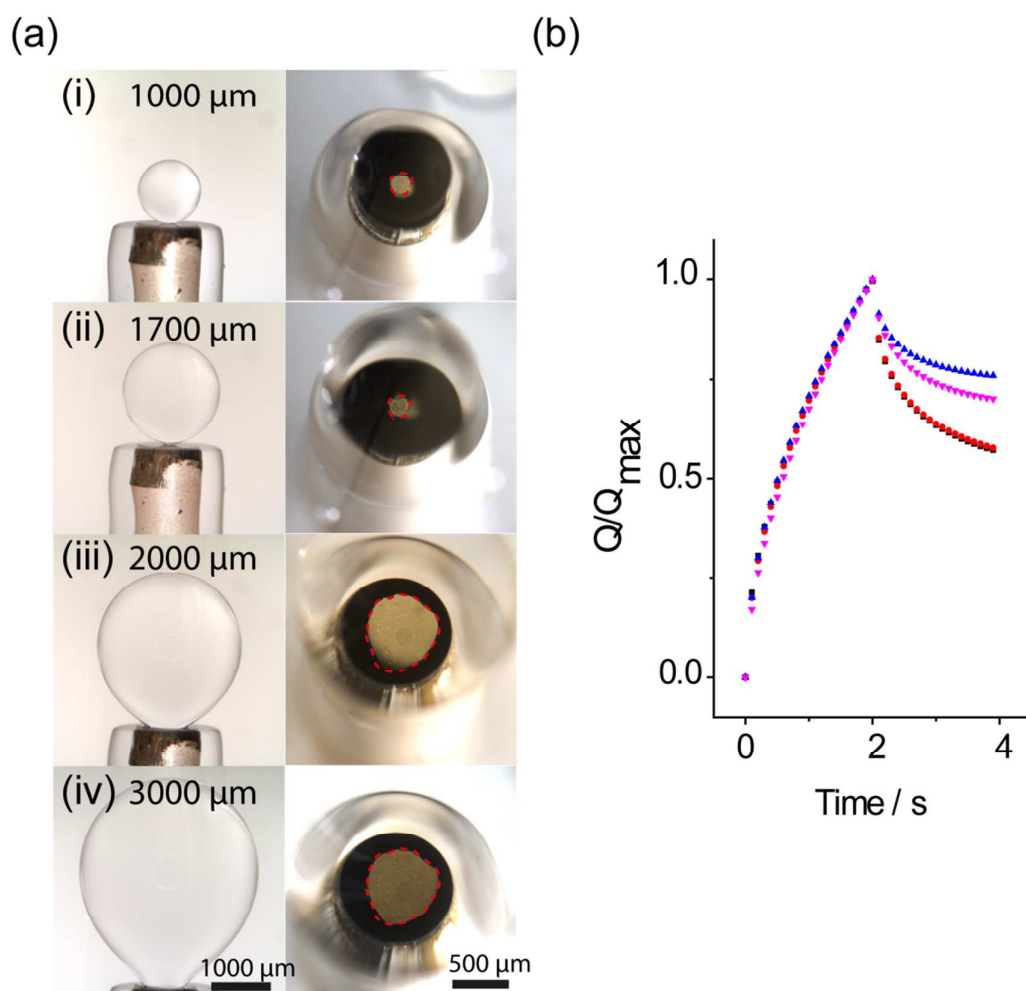 (a)
(b)
(i) 1000 µm
(ii) 1700 µm
(iii) 2000 µm
(iv) 3000 µm
1000 µm
500 µm
Q/Qmax
1.0
0.5
0.0
0 2 4
Time / s